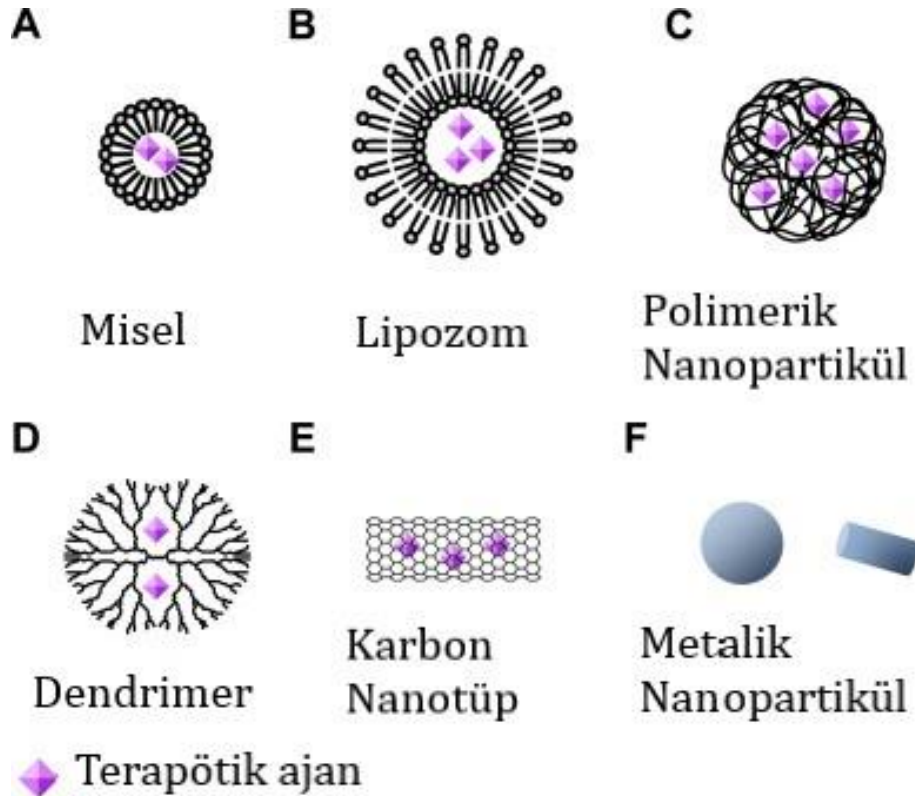 A
B
C
Misel
Lipozom
Polimerik
Nanopartikül
D
E
F
Dendrimer
Karbon
Nanotüp
Metalik
Nanopartikül
Terapötik ajan